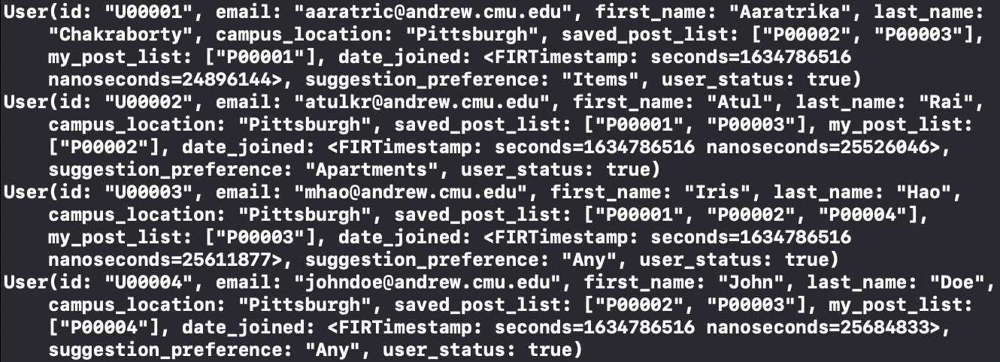 User(id: "U00001", email: "aaratric@andrew.cmu.edu", first_name: "Aaratrika", last_name:
"Chakraborty", campus_location: "Pittsburgh", saved_post_list: ["P00002", "P00003"],
my_post_list: ["P00001"], date_joined: <FIRTimestamp: seconds=1634786516
nanoseconds=24896144>, suggestion_preference: "Items", user_status: true)
User(id: "U00002", email: "atulkr@andrew.cmu.edu", first_name: "Atul", last_name: "Rai",
campus_location: "Pittsburgh", saved_post_list: ["P00001", "P00003"], my_post_list:
["P00002"], date_joined: <FIRTimestamp: seconds=1634786516 nanoseconds=25526046>,
suggestion_preference: "Apartments", user_status: true)
User(id: "U00003", email: "mhao@andrew.cmu.edu", first_name: "Iris", last_name: "Hao",
campus_location: "Pittsburgh", saved_post_list: ["P00001", "P00002", "P00004"],
my_post_list: ["P00003"], date_joined: <FIRTimestamp: seconds=1634786516
nanoseconds=25611877>, suggestion_preference: "Any", user_status: true)
User(id: "U00004", email: "johndoe@andrew.cmu.edu", first_name: "John", last_name: "Doe",
campus_location: "Pittsburgh", saved_post_list: ["P00002", "P00003"], my_post_list:
["P00004"], date_joined: <FIRTimestamp: seconds=1634786516 nanoseconds=25684833>,
suggestion_preference: "Any", user_status: true)